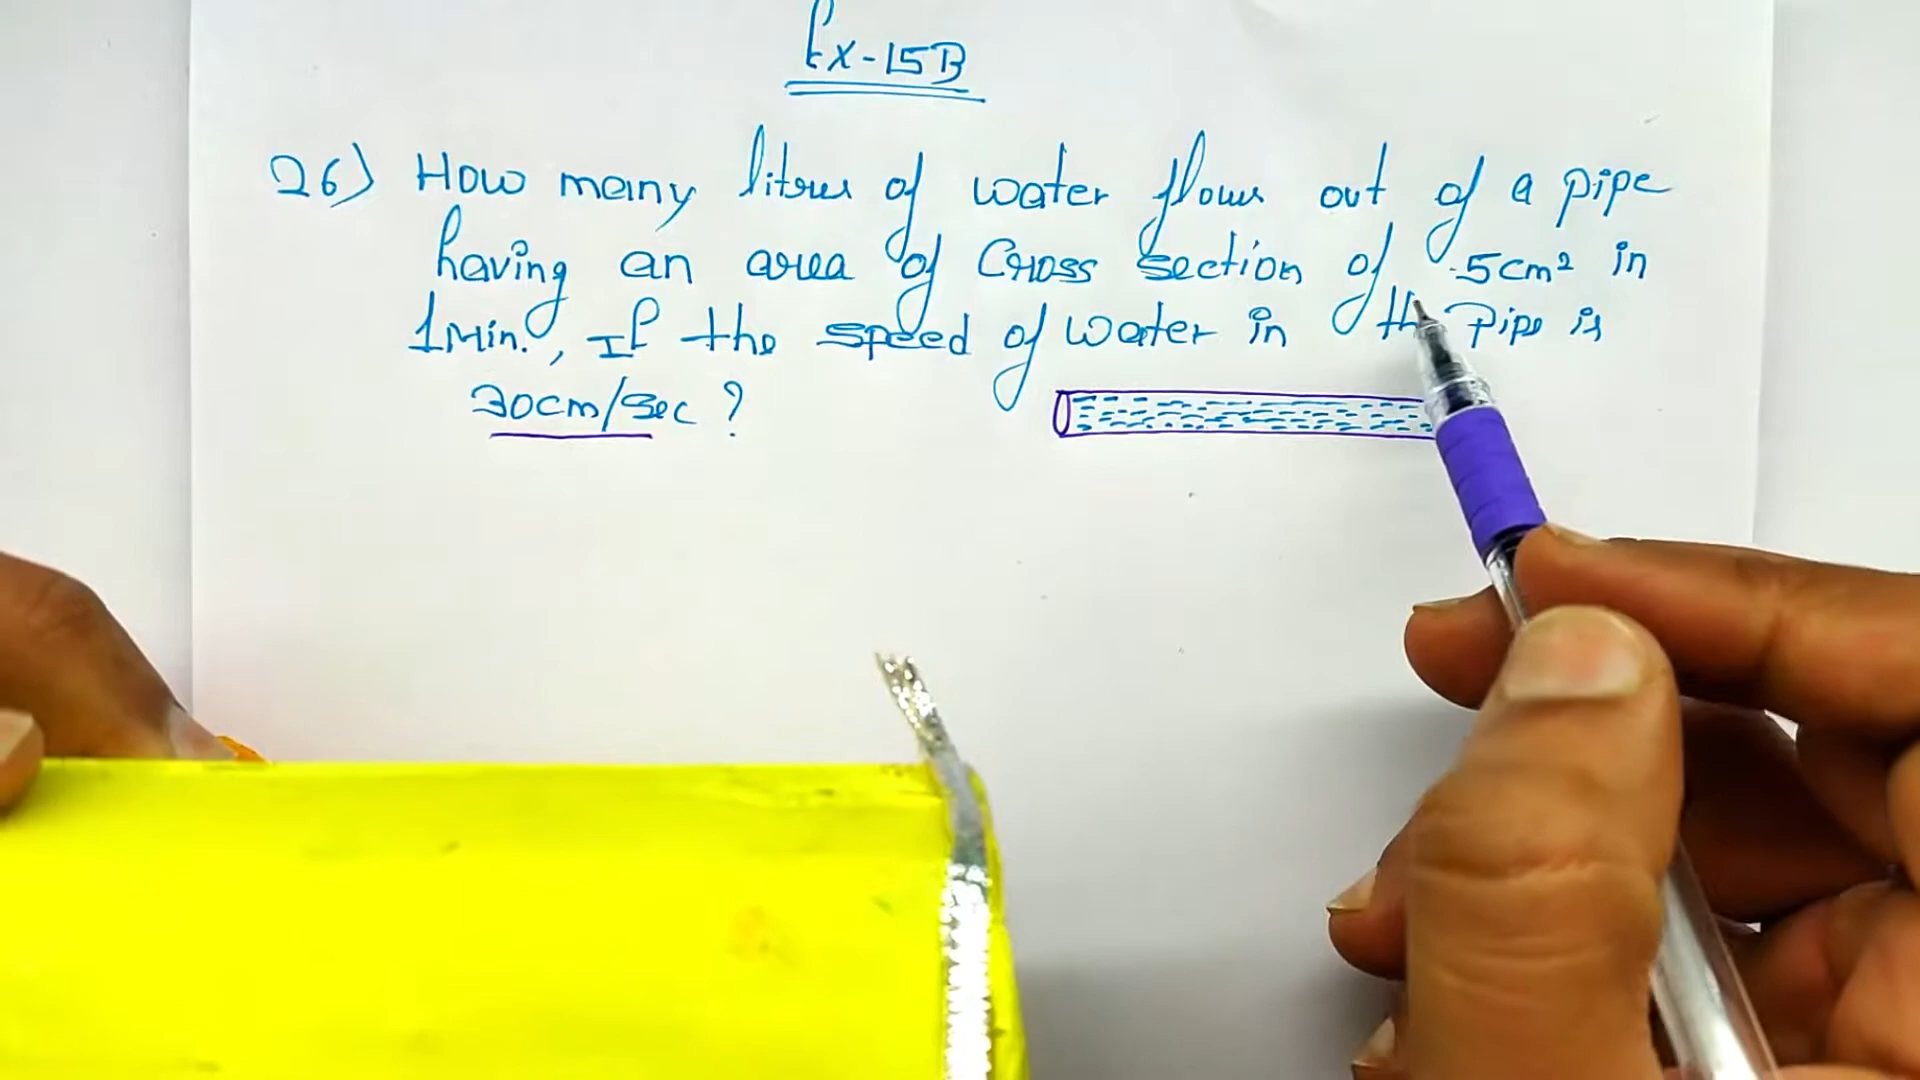 Ex-15B
26) How many litres of water flows out of a pipe
having an area of Cross section of 5cm² in
1Min., If the speed of water in the Pipe is
30cm/sec ?